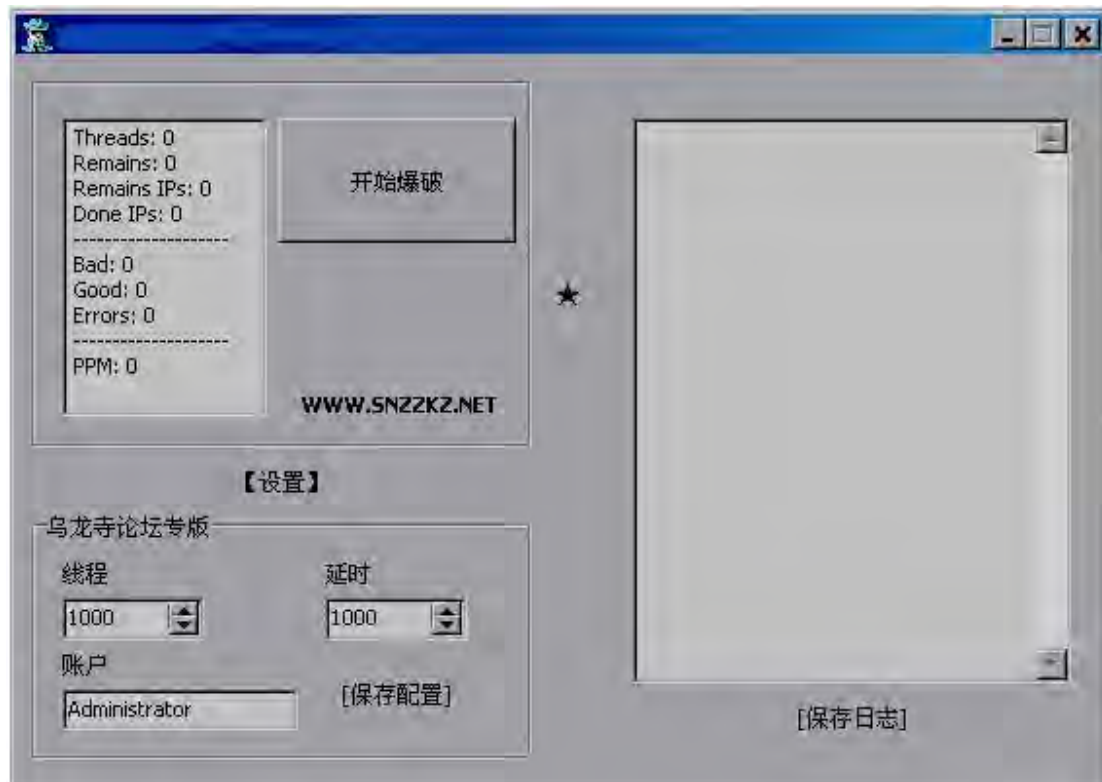 Threads: 0
Remains: 0
Remains IPs: 0
Done IPs: 0
--------------------
Bad: 0
Good: 0
Errors: 0
--------------------
PPM: 0
开始爆破
WWW.SNZZKZ.NET
★
【设置】
乌龙寺论坛专版
线程
延时
1000
1000
账户
Administrator
[保存配置]
[保存日志]